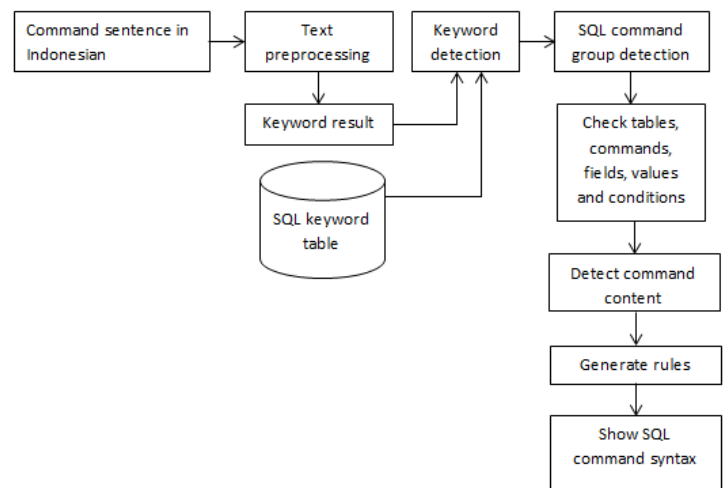 Command sentence in
Indonesian
Text
preprocessing
Keyword
detection
SQL command
group detection
Keyword result
SQL keyword
table
Check tables,
commands,
fields, values
and conditions
Detect command
content
Generate rules
Show SQL
command syntax